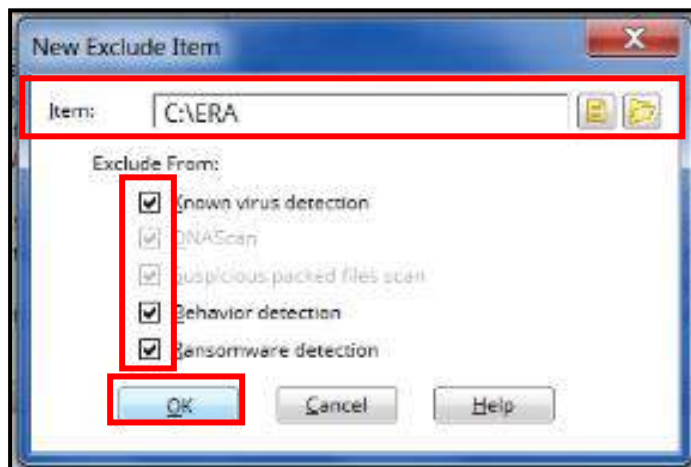 New Exclude Item
Item: C:\ERA
Exclude From:
Known virus detection
DNAScan
Suspicious packed files scan
Behavior detection
Ransomware detection
OK Cancel Help